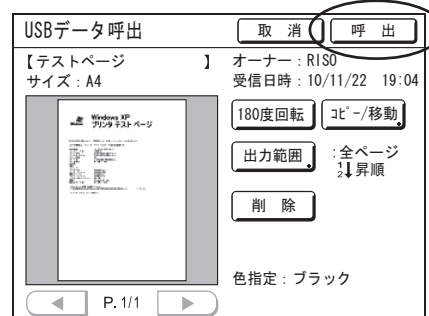 USBデータ呼出
取 消
呼 出
【テストページ 】
オーナー：RISO
サイズ：A4
受信日時：10/11/22 19:04
Windows XP
プリンタ テスト ページ
180度回転
ｺﾋﾟｰ/移動
出力範囲
：全ページ
1
2
昇順
削 除
色指定：ブラック
P. 1/1